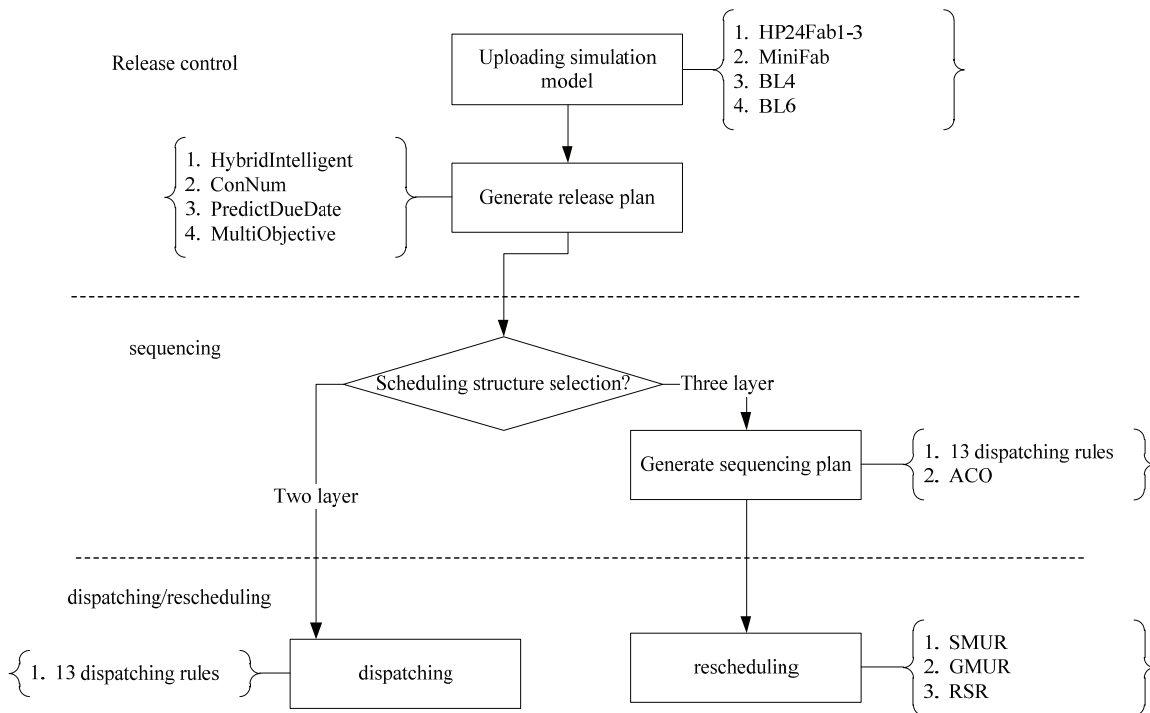 Release control
Uploading simulation
model
1. HP24Fab1-3
2. MiniFab
3. BL4
4. BL6
1. HybridIntelligent
2. ConNum
3. PredictDueDate
4. MultiObjective
Generate release plan
sequencing
Scheduling structure selection?
Three layer
Two layer
Generate sequencing plan
1. 13 dispatching rules
2. ACO
dispatching/rescheduling
1. 13 dispatching rules
dispatching
rescheduling
1. SMUR
2. GMUR
3. RSR